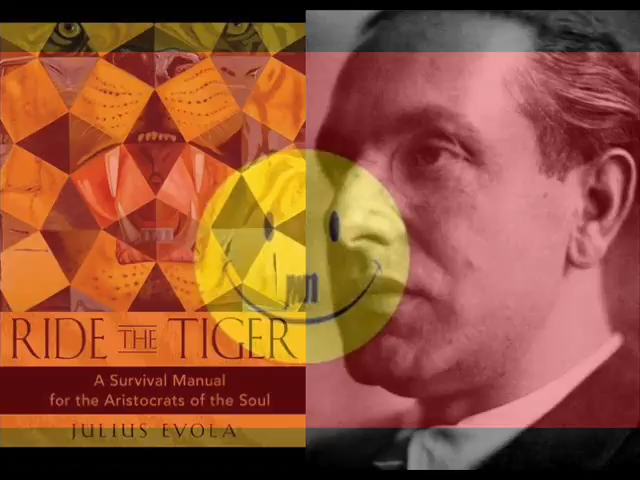 RIDE THE TIGER
A Survival Manual
for the Aristocrats of the Soul
JULIUS EVOLA